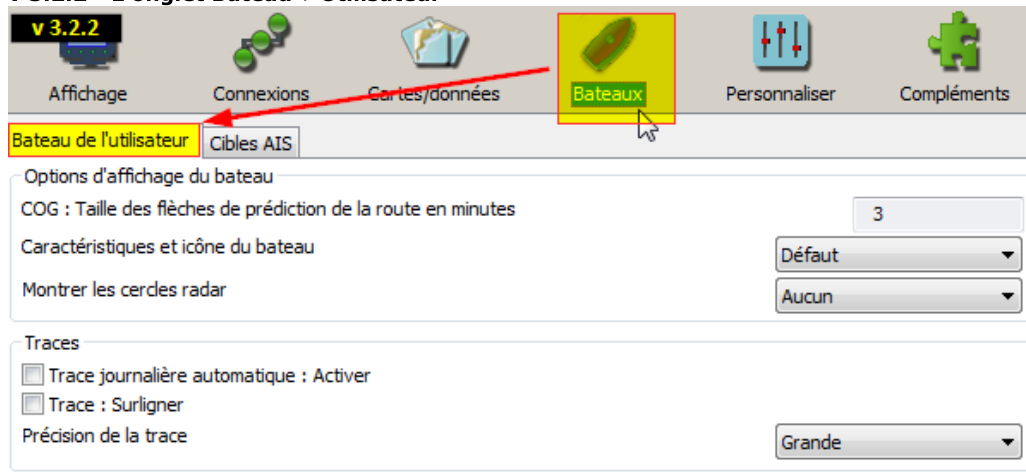 v 3.2.2
Affichage
Connexions
Cartes/données
Bateaux
Personnaliser
Compléments
Bateau de l'utilisateur
Cibles AIS
Options d'affichage du bateau
COG : Taille des flèches de prédiction de la route en minutes
3
Caractéristiques et icône du bateau
Défaut
Montrer les cercles radar
Aucun
Traces
Trace journalière automatique : Activer
Trace : Surligner
Précision de la trace
Grande